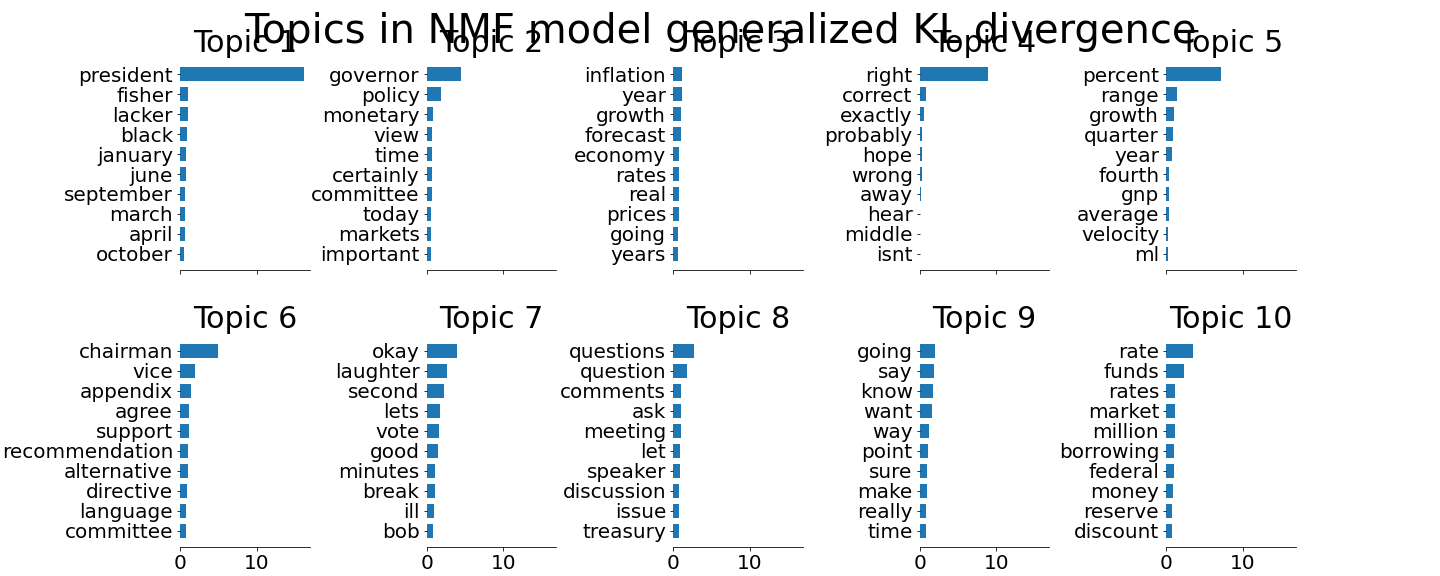 Topics in NMF model generalized KL divergence
Topic 1
president
fisher
lacker
black
january
june
september
march
april
october
Topic 2
governor
policy
monetary
view
time
certainly
committee
today
markets
important
Topic 3
inflation
year
growth
forecast
economy
rates
real
prices
going
years
Topic 4
right
correct
exactly
probably
hope
wrong
away
hear
middle
isnt
Topic 5
percent
range
growth
quarter
year
fourth
gnp
average
velocity
ml
Topic 6
chairman
vice
appendix
agree
support
recommendation
alternative
directive
language
committee
0 10
Topic 7
okay
laughter
second
lets
vote
good
minutes
break
ill
bob
0 10
Topic 8
questions
question
comments
ask
meeting
let
speaker
discussion
issue
treasury
0 10
Topic 9
going
say
know
want
way
point
sure
make
really
time
0 10
Topic 10
rate
funds
rates
market
million
borrowing
federal
money
reserve
discount
0 10